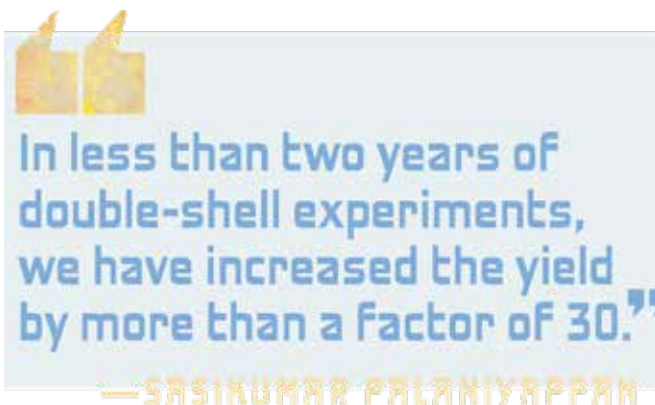 “
In less than two years of
double-shell experiments,
we have increased the yield
by more than a factor of 30.”
—SASIKUMAR PALANIYAPPAN